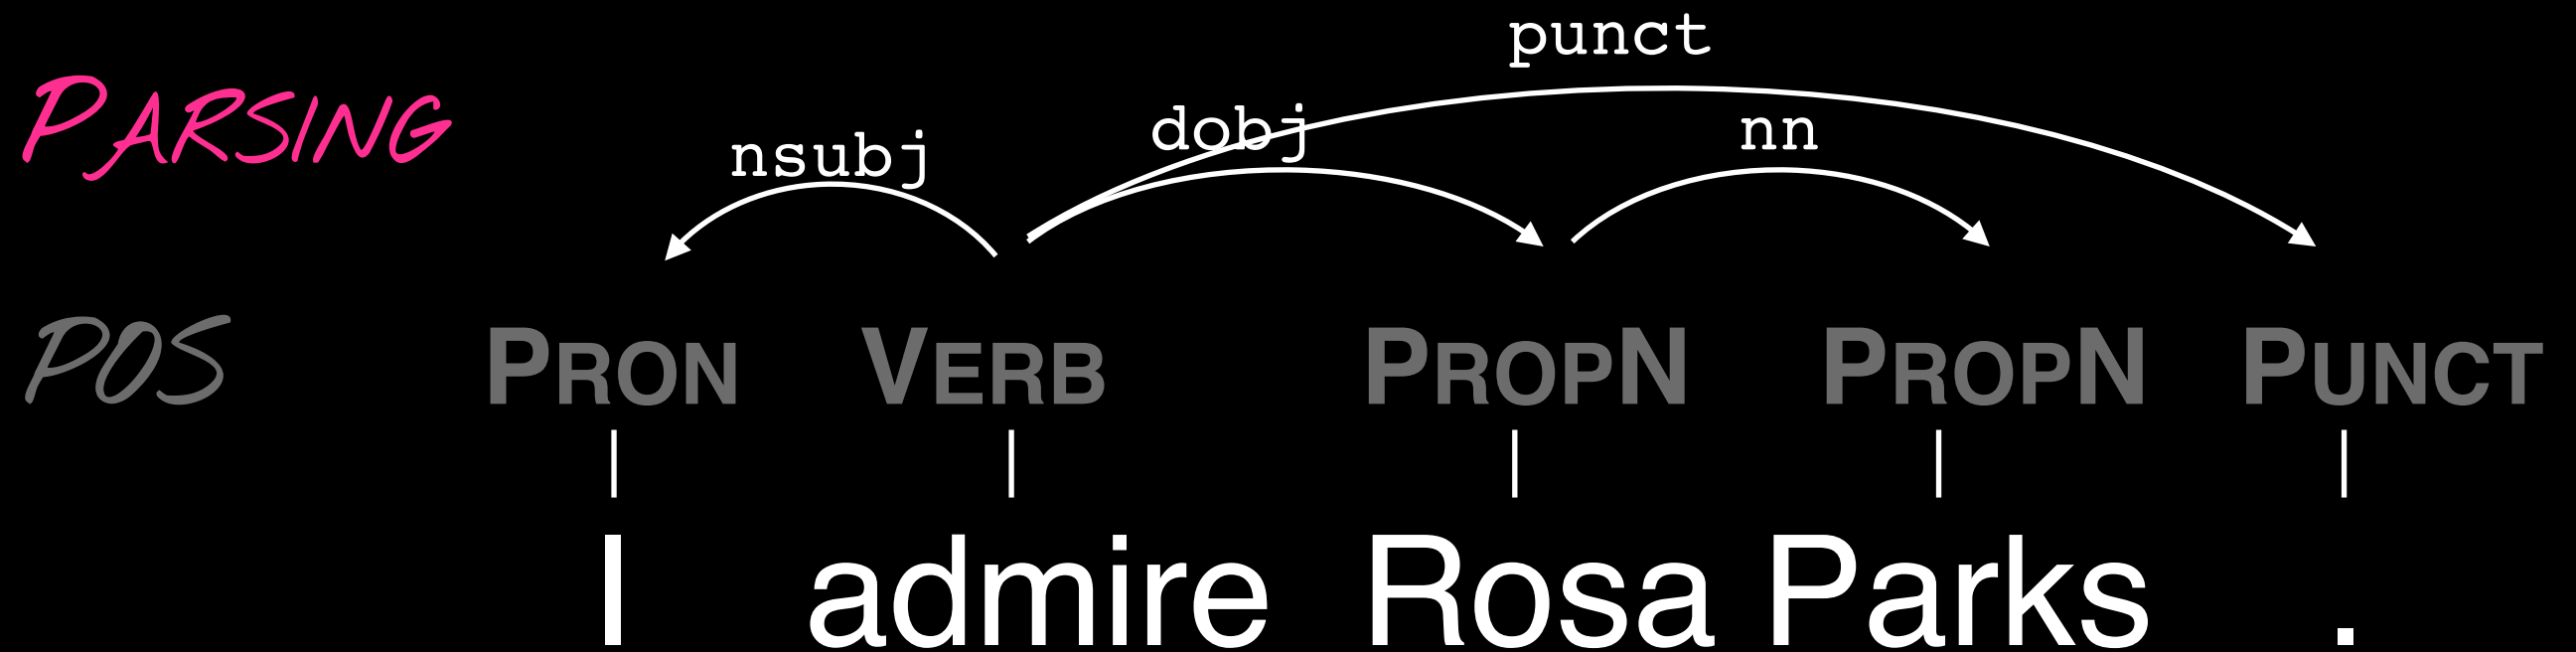 punct
PARSING nsubj dobj nn
POS PRON VERB PROPN PROPN PUNCT
I admire Rosa Parks .